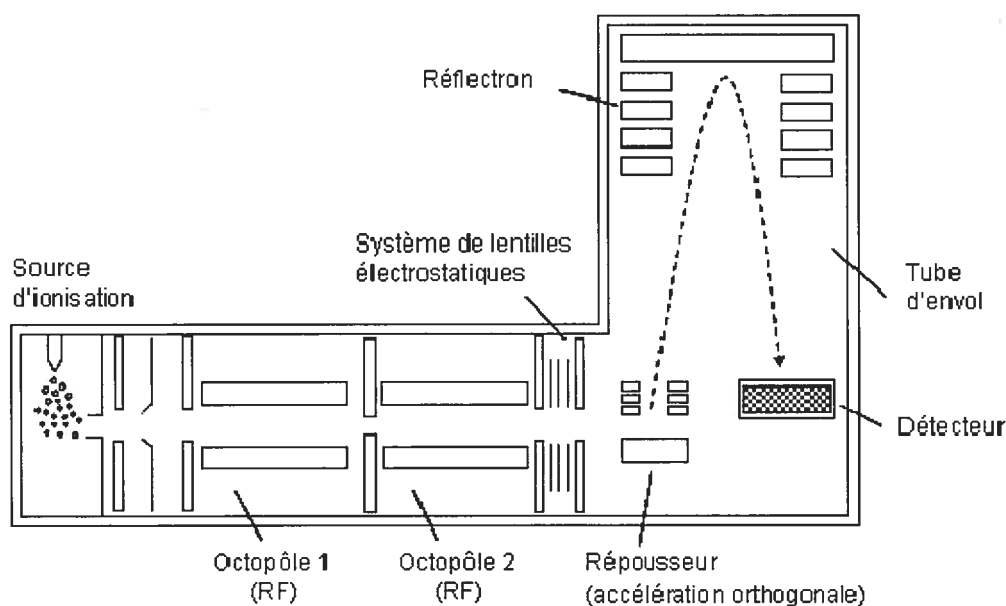 Réflectron
Système de lentilles
électrostatiques
Source
d'ionisation
Tube
d'envol
Détecteur
Octopôle 1
(RF)
Octopôle 2
(RF)
Répousseur
(accélération orthogonale)